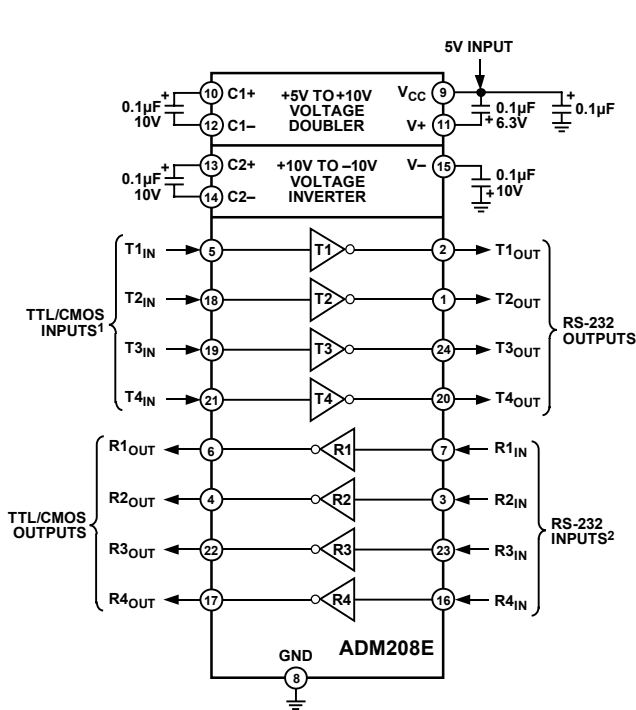 5V INPUT
0.1µF
10V
+
10
C1+
12
C1–
+5V TO +10V
VOLTAGE
DOUBLER
VCC
9
V+
11
+
0.1µF
6.3V
+
0.1µF
0.1µF
10V
+
13
C2+
14
C2–
+10V TO –10V
VOLTAGE
INVERTER
V–
15
+
0.1µF
10V
TTL/CMOS
INPUTS1
T1IN
5
T1
2
T1OUT
T2IN
18
T2
1
T2OUT
T3IN
19
T3
24
T3OUT
T4IN
21
T4
20
T4OUT
RS-232
OUTPUTS
TTL/CMOS
OUTPUTS
R1OUT
6
R1
7
R1IN
R2OUT
4
R2
3
R2IN
R3OUT
22
R3
23
R3IN
R4OUT
17
R4
16
R4IN
RS-232
INPUTS2
GND
8
ADM208E